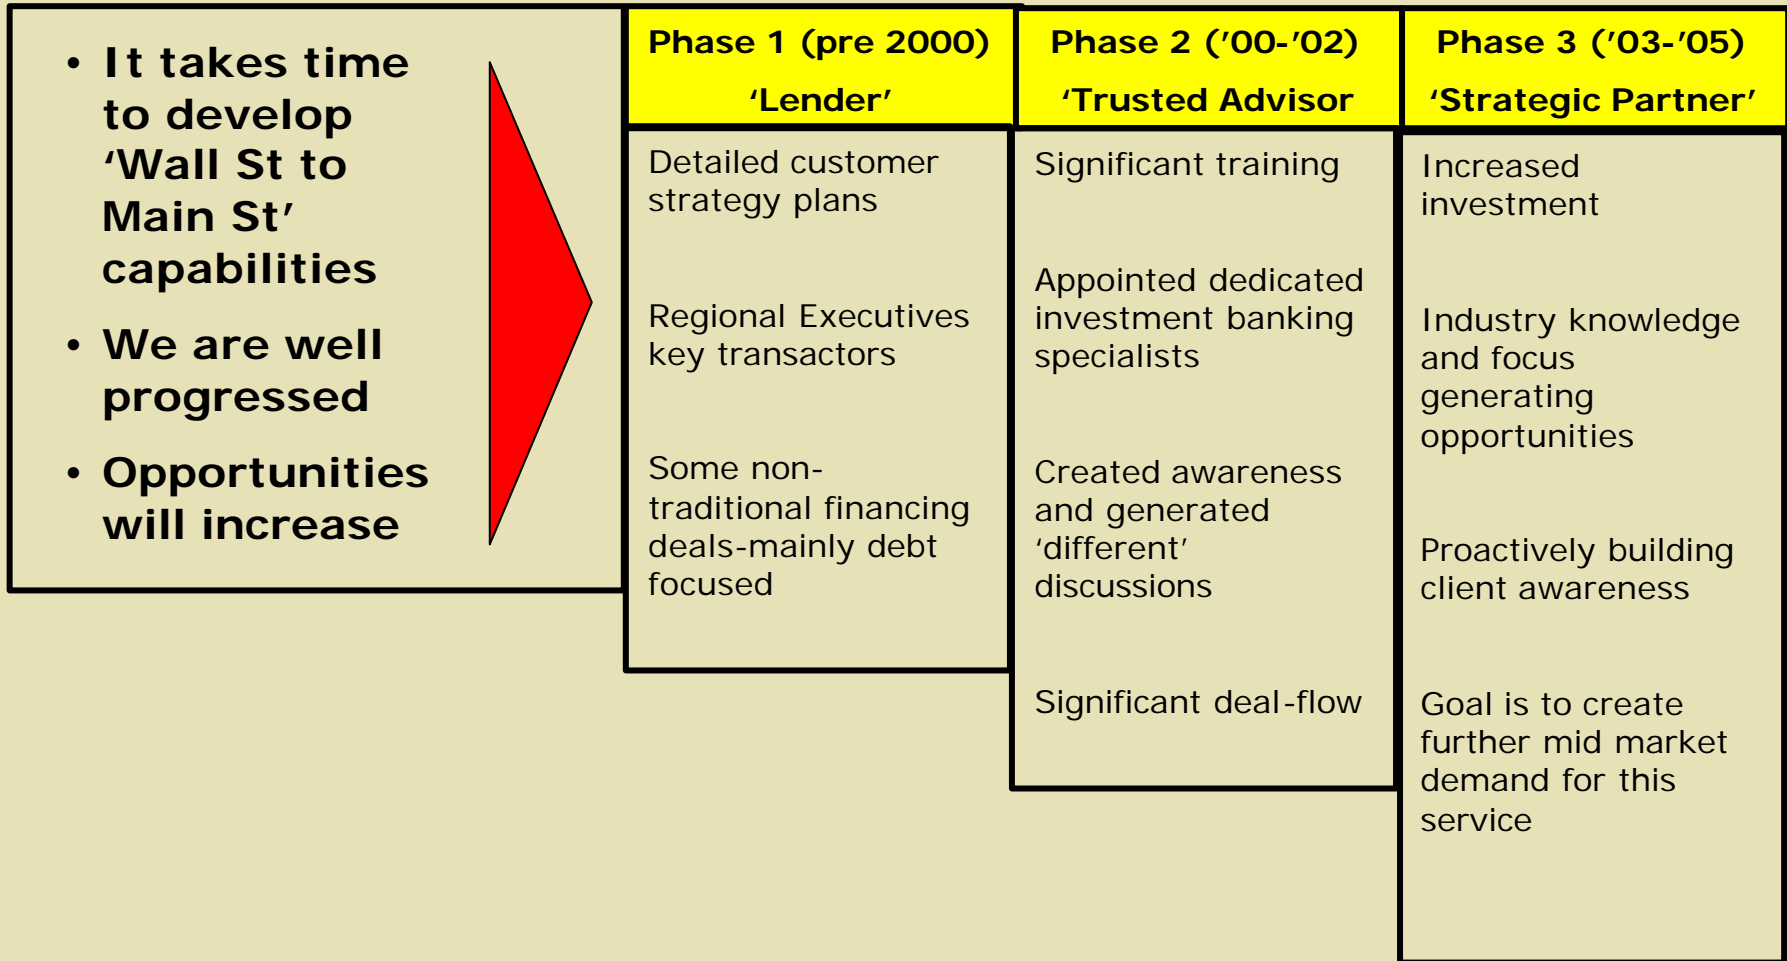 • It takes time
to develop
‘Wall St to
Main St’
capabilities
• We are well
progressed
• Opportunities
will increase
Phase 1 (pre 2000)
‘Lender’
Detailed customer
strategy plans
Regional Executives
key transactors
Some non-
traditional financing
deals-mainly debt
focused
Phase 2 (’00-’02)
‘Trusted Advisor
Significant training
Appointed dedicated
investment banking
specialists
Created awareness
and generated
‘different’
discussions
Significant deal-flow
Phase 3 (’03-’05)
‘Strategic Partner’
Increased
investment
Industry knowledge
and focus
generating
opportunities
Proactively building
client awareness
Goal is to create
further mid market
demand for this
service